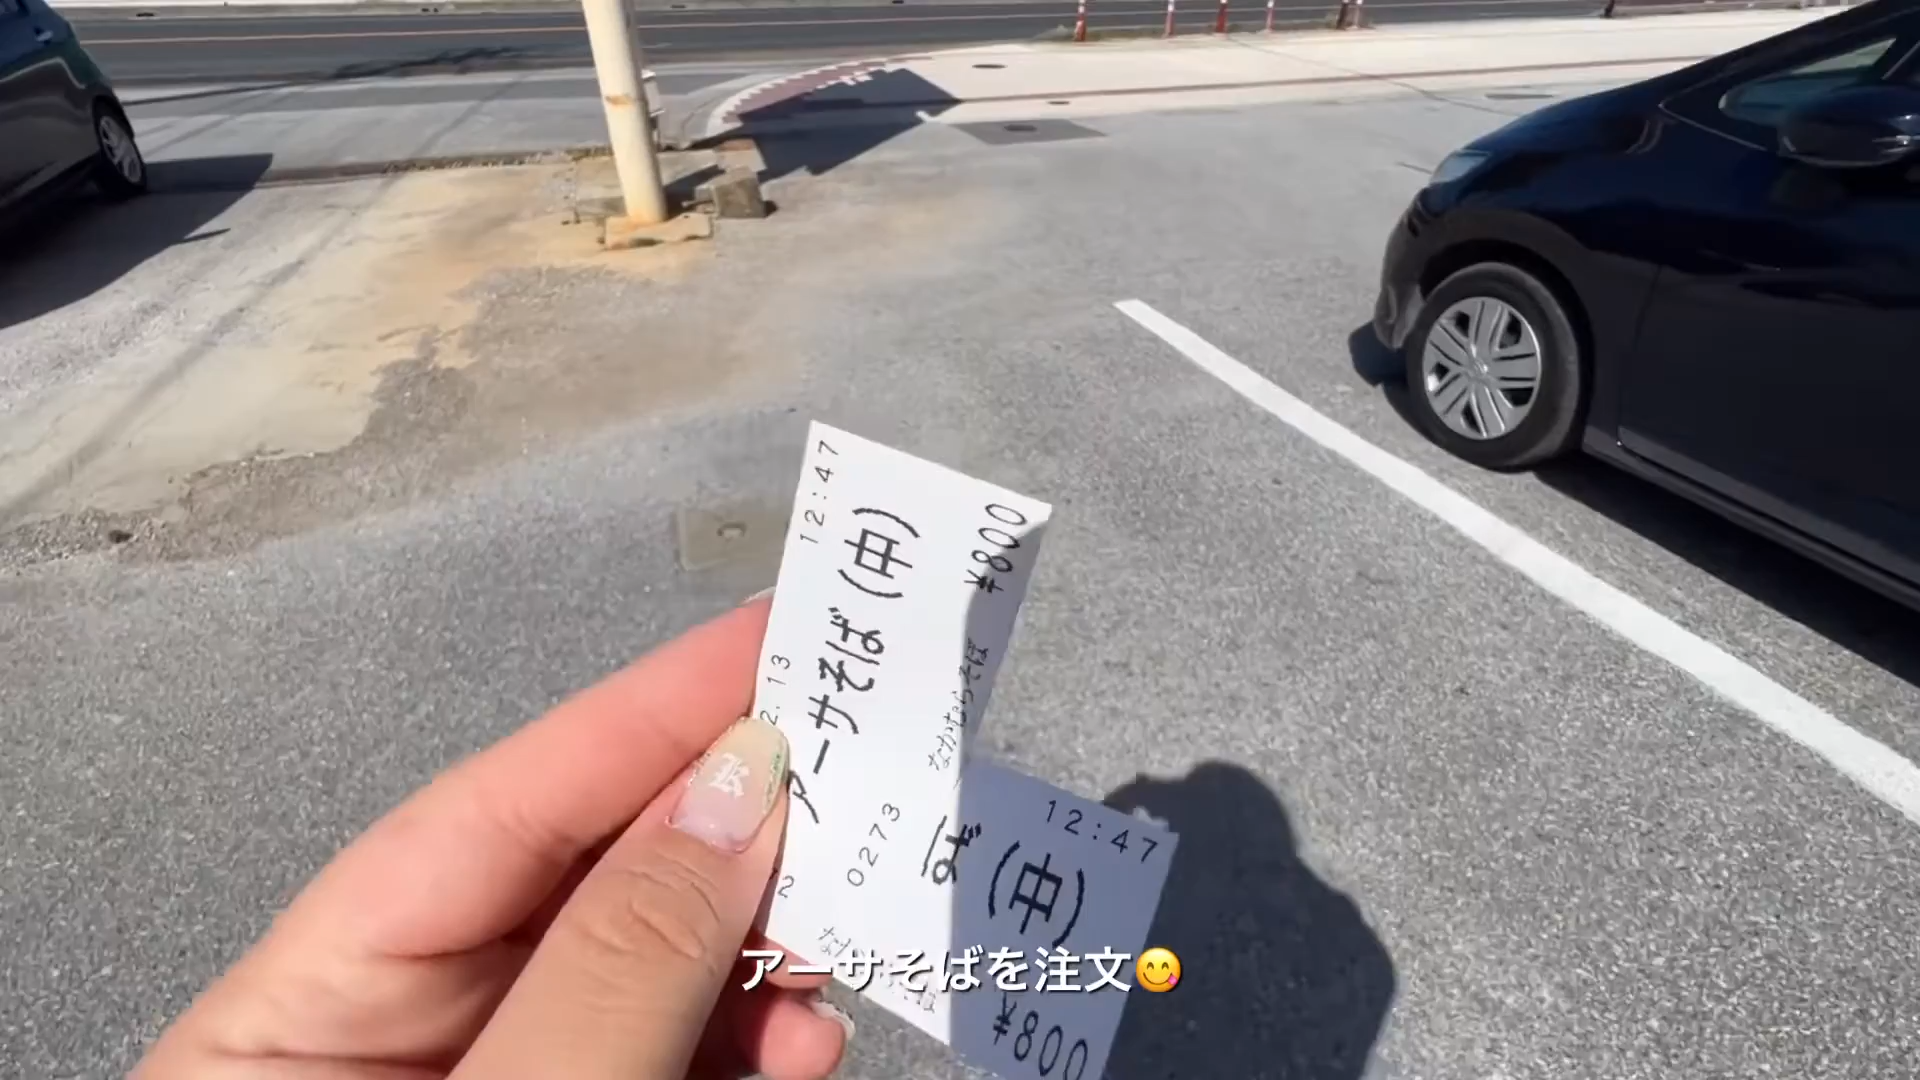 12:47
アーサそば(中)
2.13
¥800
なかむらそば
0273
12:47
(中)
¥800
K
アーサそばを注文😋